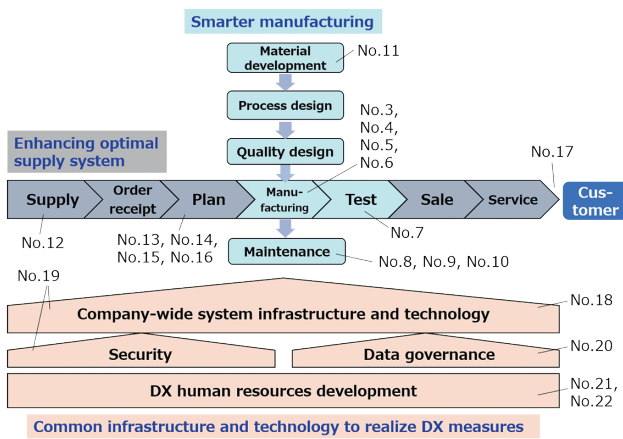 Smarter manufacturing
Material
development
No.11
Process design
No.3,
No.4,
No.5,
No.6
Enhancing optimal
supply system
Quality design
No.17
Supply
Order
receipt
Plan
Manu-
facturing
Test
Sale
Service
Cus-
tomer
No.12
No.13, No.14,
No.15, No.16
No.7
Maintenance
No.8, No.9, No.10
No.19
Company-wide system infrastructure and technology
No.18
Security
Data governance
No.20
DX human resources development
No.21,
No.22
Common infrastructure and technology to realize DX measures